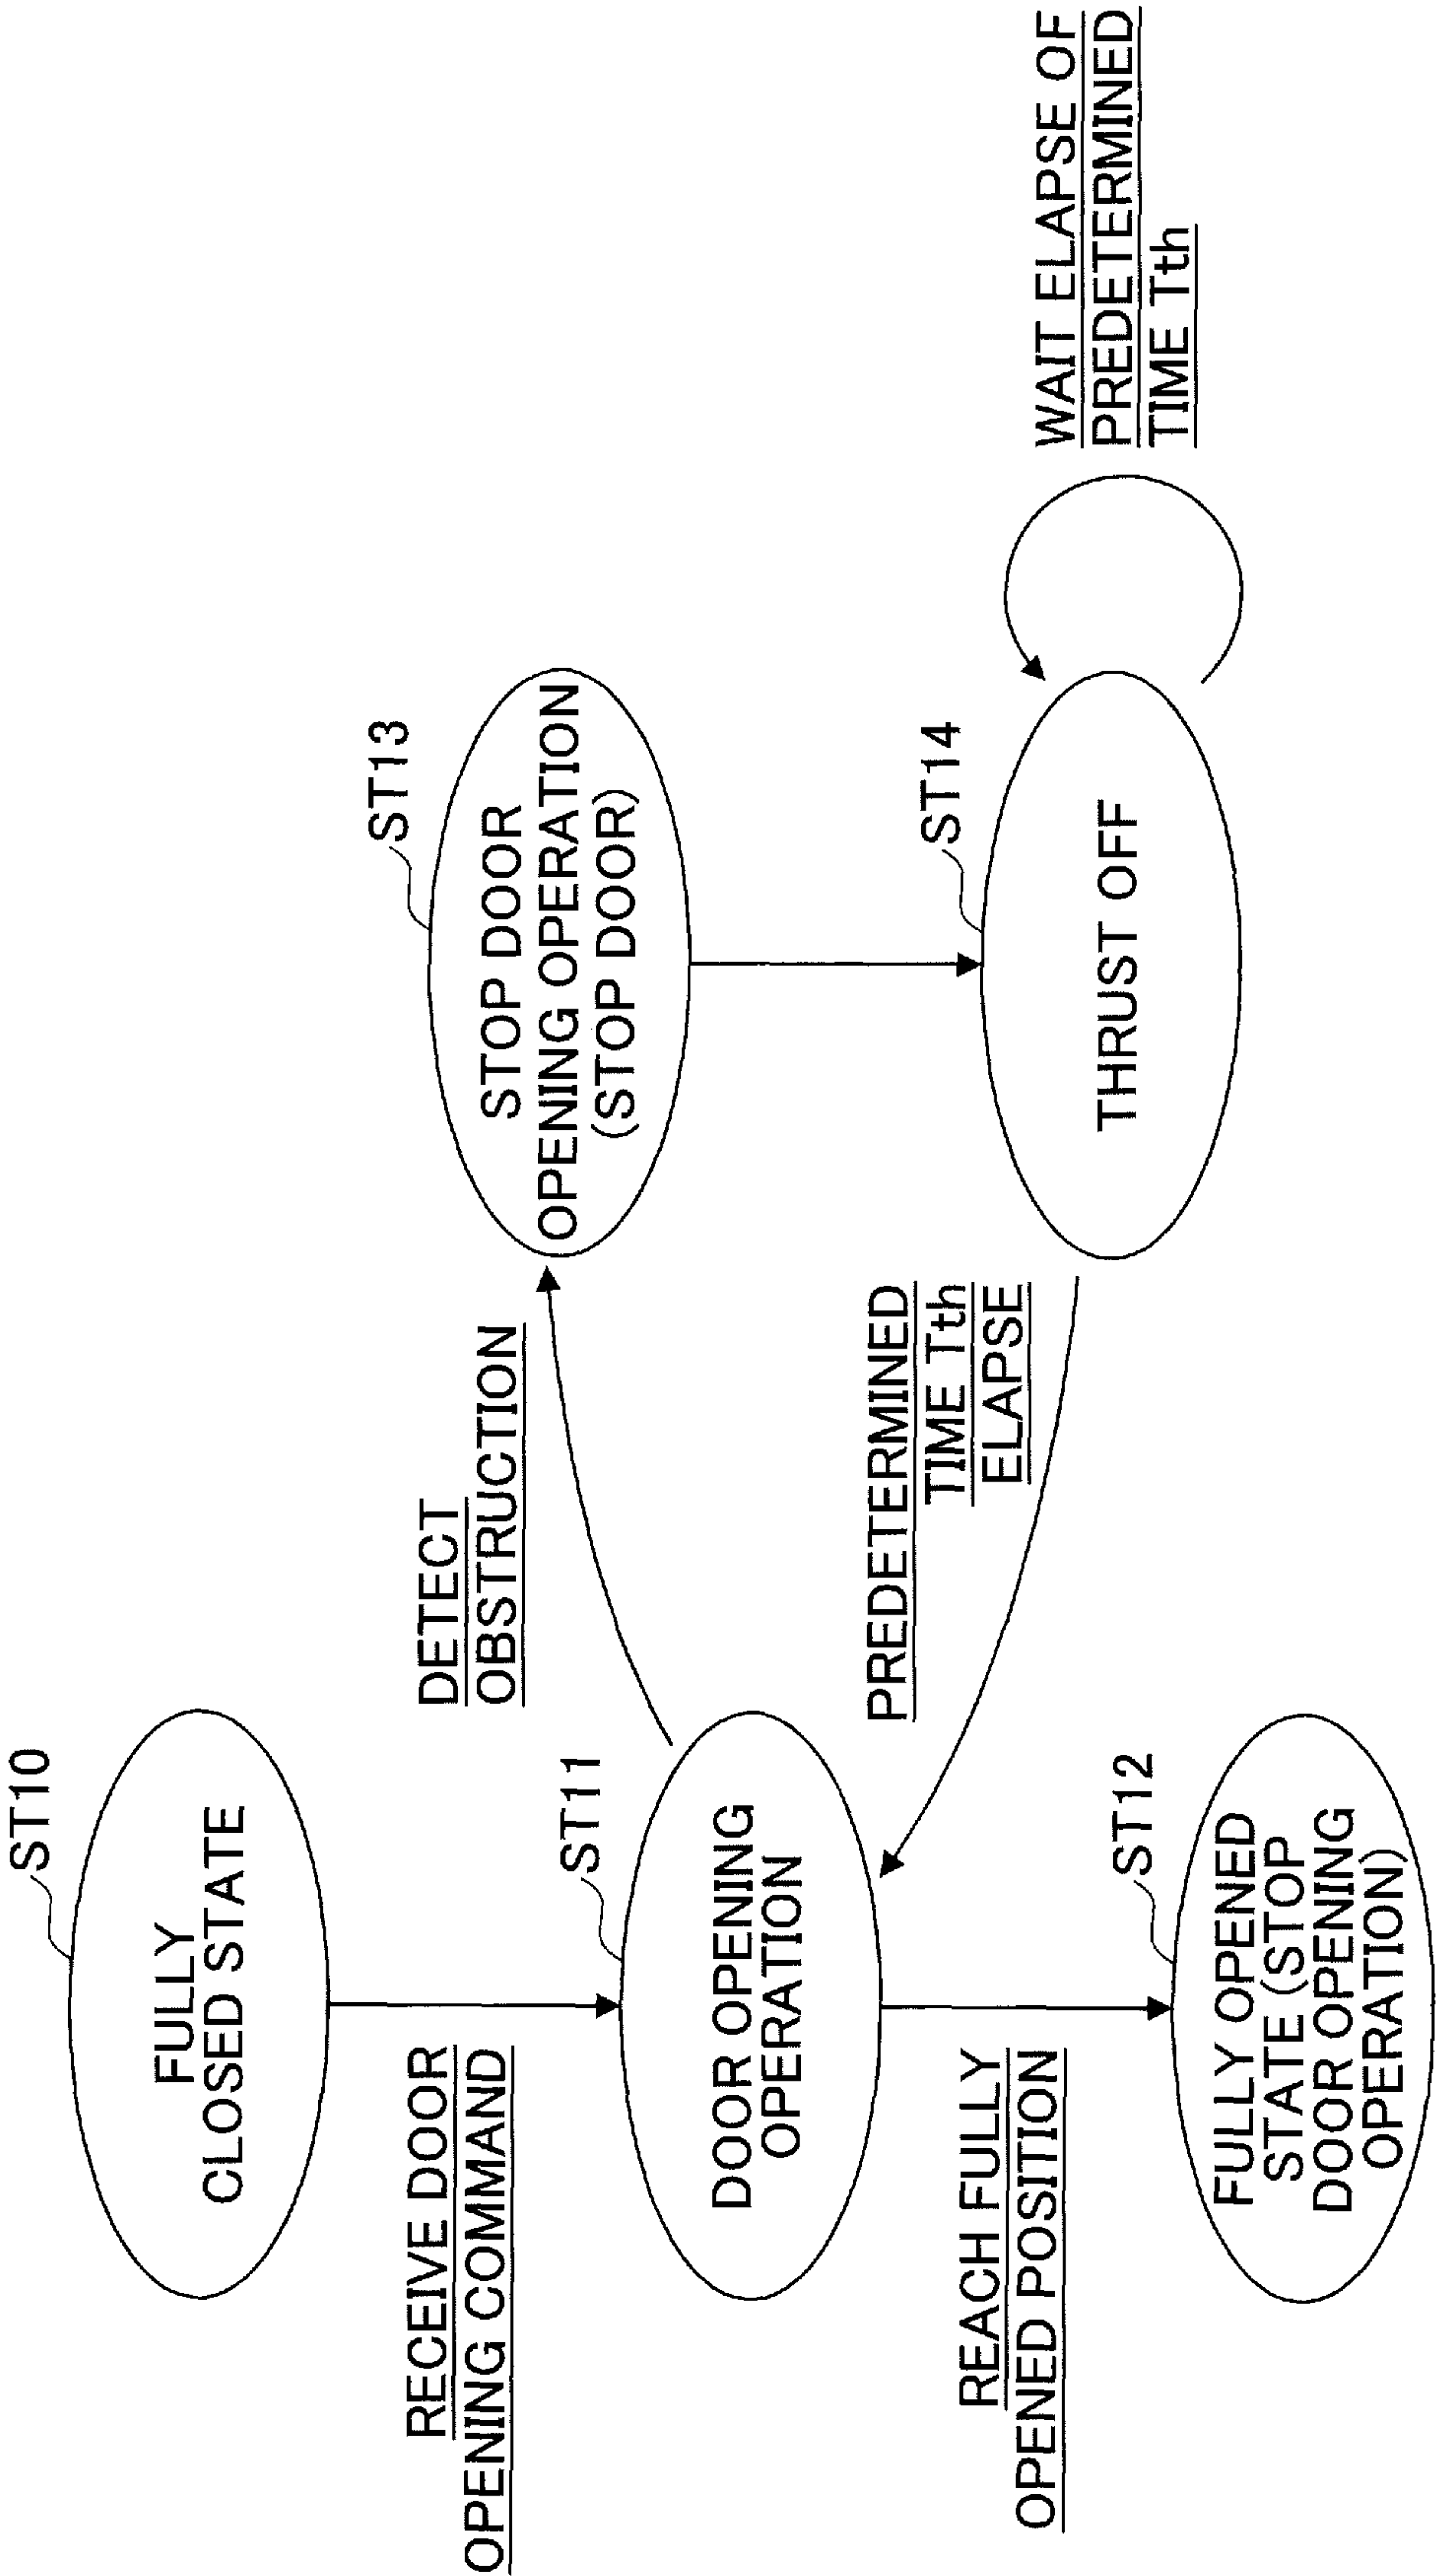 ST10
FULLY
CLOSED STATE
RECEIVE DOOR
OPENING COMMAND
ST11
DOOR OPENING
OPERATION
DETECT
OBSTRUCTION
ST13
STOP DOOR
OPENING OPERATION
(STOP DOOR)
PREDETERMINED
TIME Tth
ELAPSE
ST14
THRUST OFF
WAIT ELAPSE OF
PREDETERMINED
TIME Tth
REACH FULLY
OPENED POSITION
ST12
FULLY OPENED
STATE (STOP
DOOR OPENING
OPERATION)